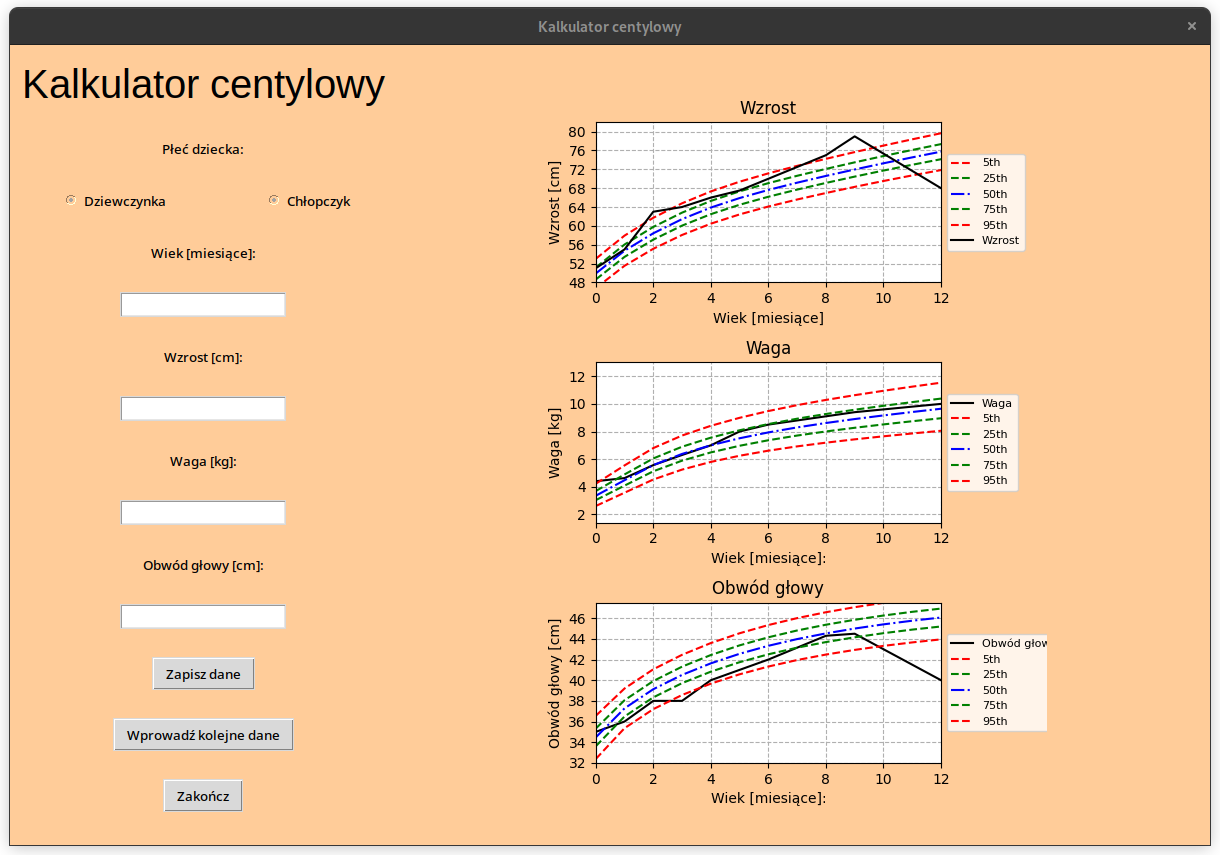 Kalkulator centylowy
×
Kalkulator centylowy
Płeć dziecka:
Dziewczynka
Chłopczyk
Wiek [miesiące]:
Wzrost [cm]:
Waga [kg]:
Obwód głowy [cm]:
Zapisz dane
Wprowadź kolejne dane
Zakończ
Wzrost
Wzrost [cm]
80
76
72
68
64
60
56
52
48
0 2 4 6 8 10 12
Wiek [miesiące]
5th
25th
50th
75th
95th
Wzrost
Waga
Waga [kg]
12
10
8
6
4
2
0 2 4 6 8 10 12
Wiek [miesiące]:
Waga
5th
25th
50th
75th
95th
Obwód głowy
Obwód głowy [cm]
46
44
42
40
38
36
34
32
0 2 4 6 8 10 12
Wiek [miesiące]:
Obwód głow
5th
25th
50th
75th
95th